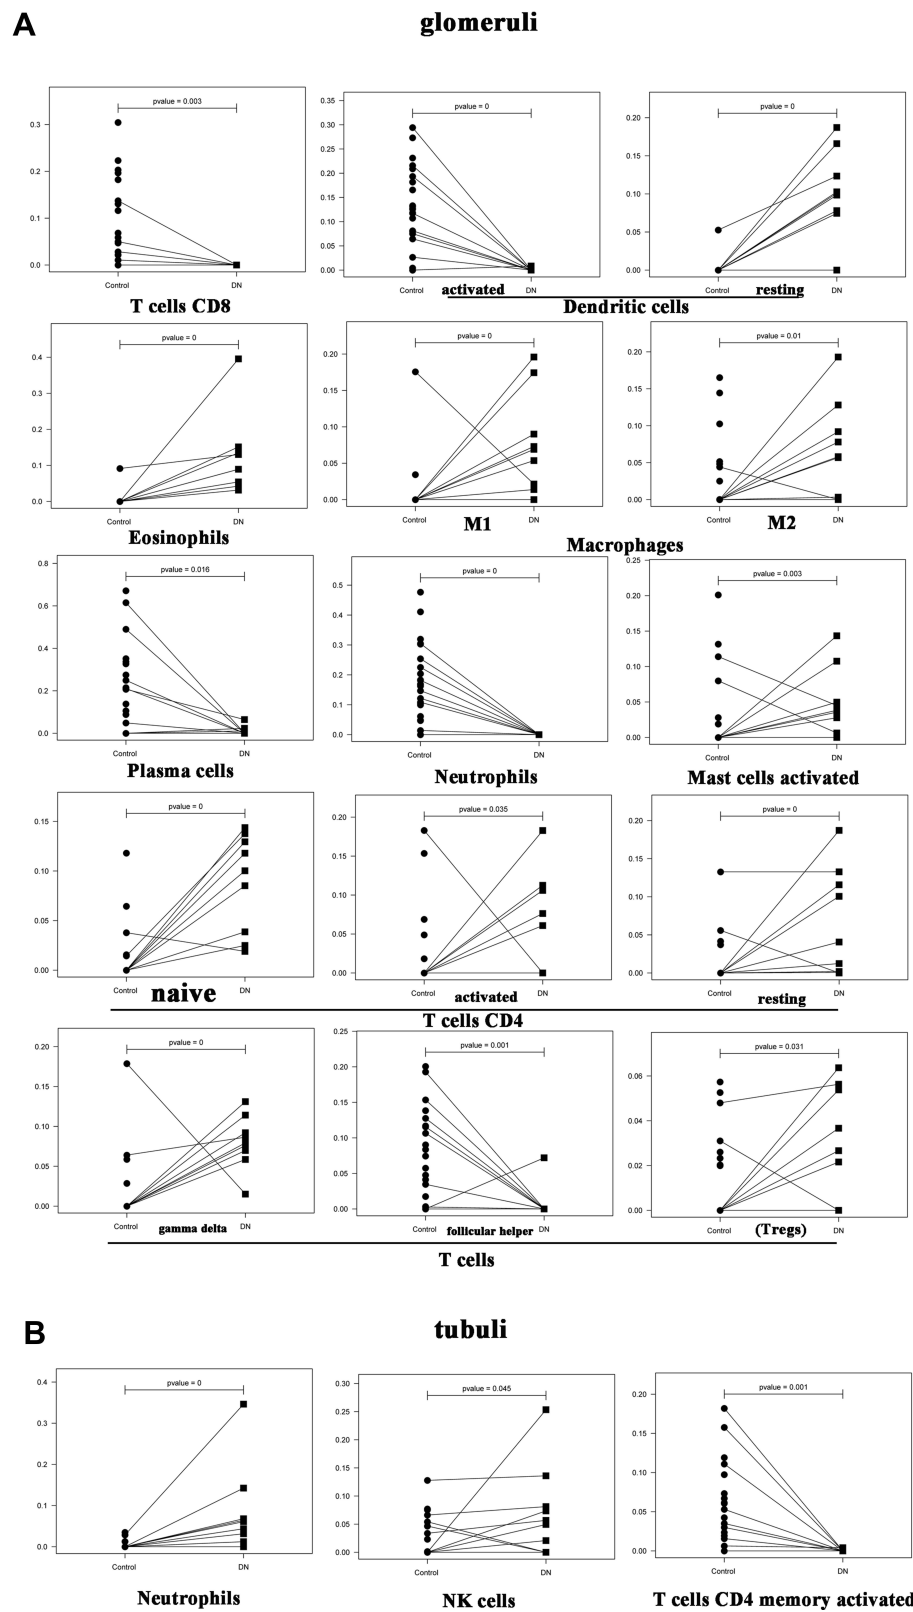 A
glomeruli
pvalue = 0.003
0.3
0.2
0.1
0.0
Control
DN
T cells CD8
pvalue = 0
0.35
0.30
0.25
0.20
0.15
0.10
0.05
0.00
Control
activated
DN
pvalue = 0
0.20
0.15
0.10
0.05
0.00
Control
resting
DN
Dendritic cells
pvalue = 0
0.4
0.3
0.2
0.1
0.0
Control
DN
Eosinophils
pvalue = 0
0.20
0.15
0.10
0.05
0.00
Control
DN
M1
pvalue = 0.01
0.20
0.15
0.10
0.05
0.00
Control
DN
M2
Macrophages
pvalue = 0.016
0.8
0.6
0.4
0.2
0.0
Control
DN
Plasma cells
pvalue = 0
0.5
0.4
0.3
0.2
0.1
0.0
Control
DN
Neutrophils
pvalue = 0.003
0.25
0.20
0.15
0.10
0.05
0.00
Control
DN
Mast cells activated
pvalue = 0
0.15
0.10
0.05
0.00
Control
DN
naive
pvalue = 0.035
0.20
0.15
0.10
0.05
0.00
Control
DN
activated
pvalue = 0
0.20
0.15
0.10
0.05
0.00
Control
DN
resting
T cells CD4
pvalue = 0
0.20
0.15
0.10
0.05
0.00
Control
gamma delta
DN
pvalue = 0.001
0.25
0.20
0.15
0.10
0.05
0.00
Control
follicular helper
DN
pvalue = 0.031
0.06
0.04
0.02
0.00
Control
(Tregs)
DN
T cells
B
tubuli
pvalue = 0
0.4
0.3
0.2
0.1
0.0
Control
DN
Neutrophils
pvalue = 0.045
0.30
0.25
0.20
0.15
0.10
0.05
0.00
Control
DN
NK cells
pvalue = 0.001
0.20
0.15
0.10
0.05
0.00
Control
DN
T cells CD4 memory activated